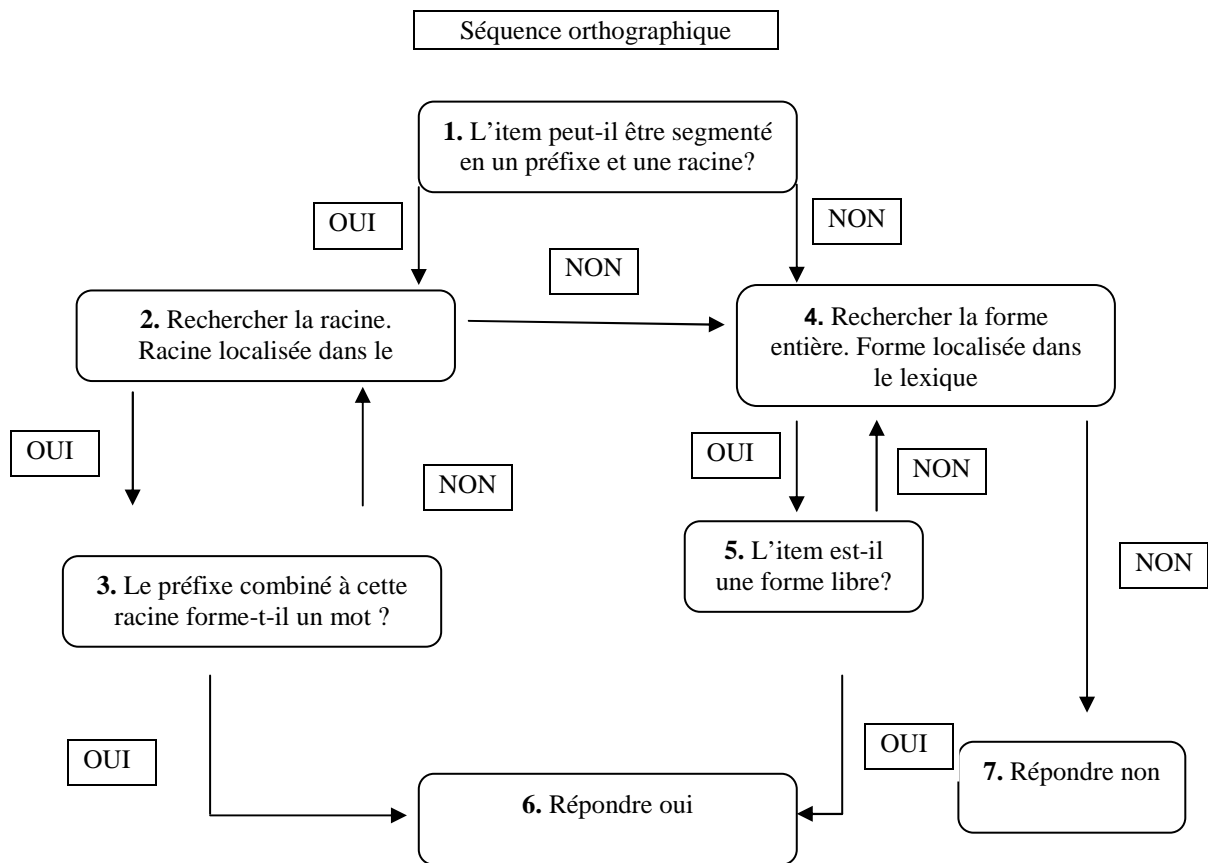 Séquence orthographique
1. L’item peut-il être segmenté
en un préfixe et une racine?
OUI
NON
NON
2. Rechercher la racine.
Racine localisée dans le
4. Rechercher la forme
entière. Forme localisée dans
le lexique
OUI
NON
OUI
NON
NON
3. Le préfixe combiné à cette
racine forme-t-il un mot ?
5. L’item est-il
une forme libre?
OUI
OUI
6. Répondre oui
7. Répondre non